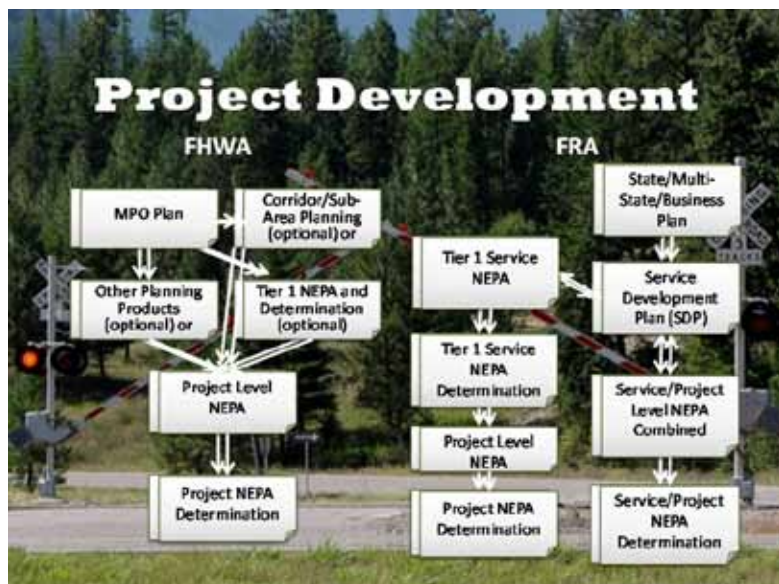 Project Development
FHWA
FRA
MPO Plan
Corridor/Sub-
Area Planning
(optional) or
Other Planning
Products
(optional) or
Tier 1 NEPA and
Determination
(optional)
Project Level
NEPA
Project NEPA
Determination
State/Multi-
State/Business
Plan
Tier 1 Service
NEPA
Service
Development
Plan (SDP)
Tier 1 Service
NEPA
Determination
Service/Project
Level NEPA
Combined
Project Level
NEPA
Project NEPA
Determination
Service/Project
NEPA
Determination
TRACKS